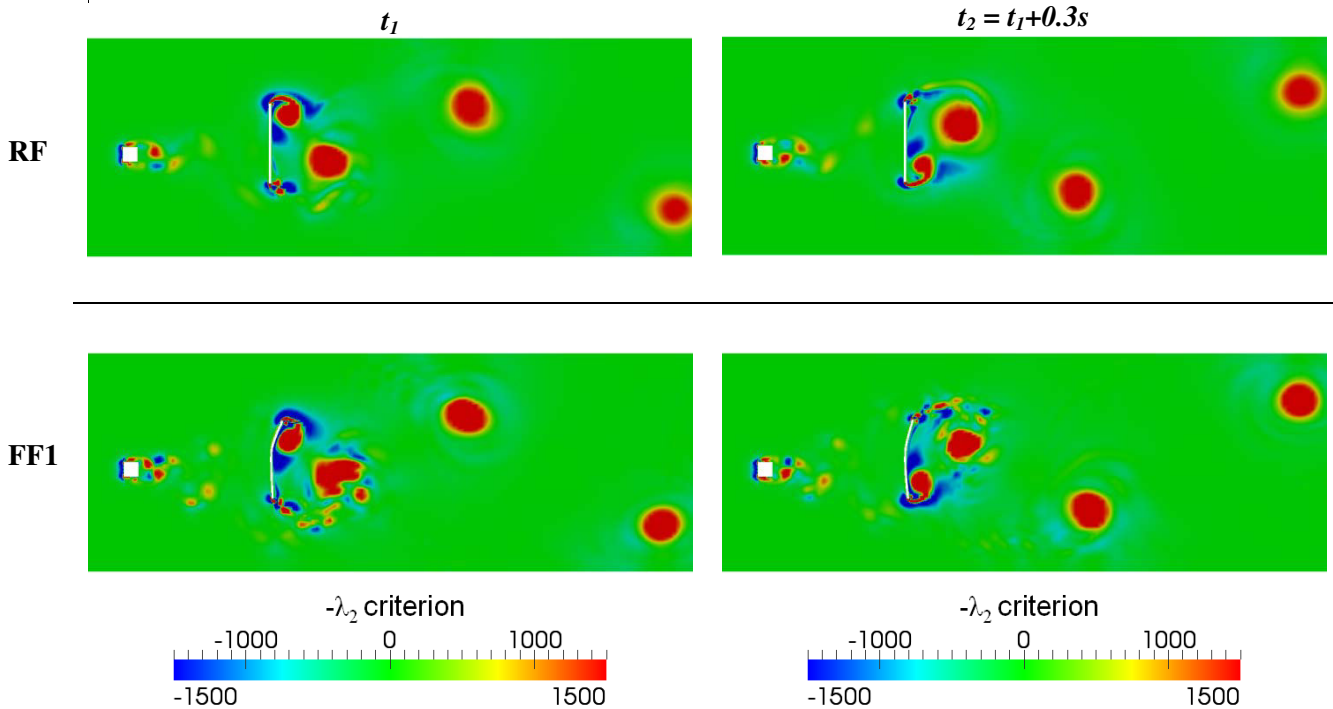 t₁
t₂ = t₁+0.3s
RF
FF1
-λ₂ criterion
-λ₂ criterion
-1000 0 1000
-1000 0 1000
-1500 1500
-1500 1500